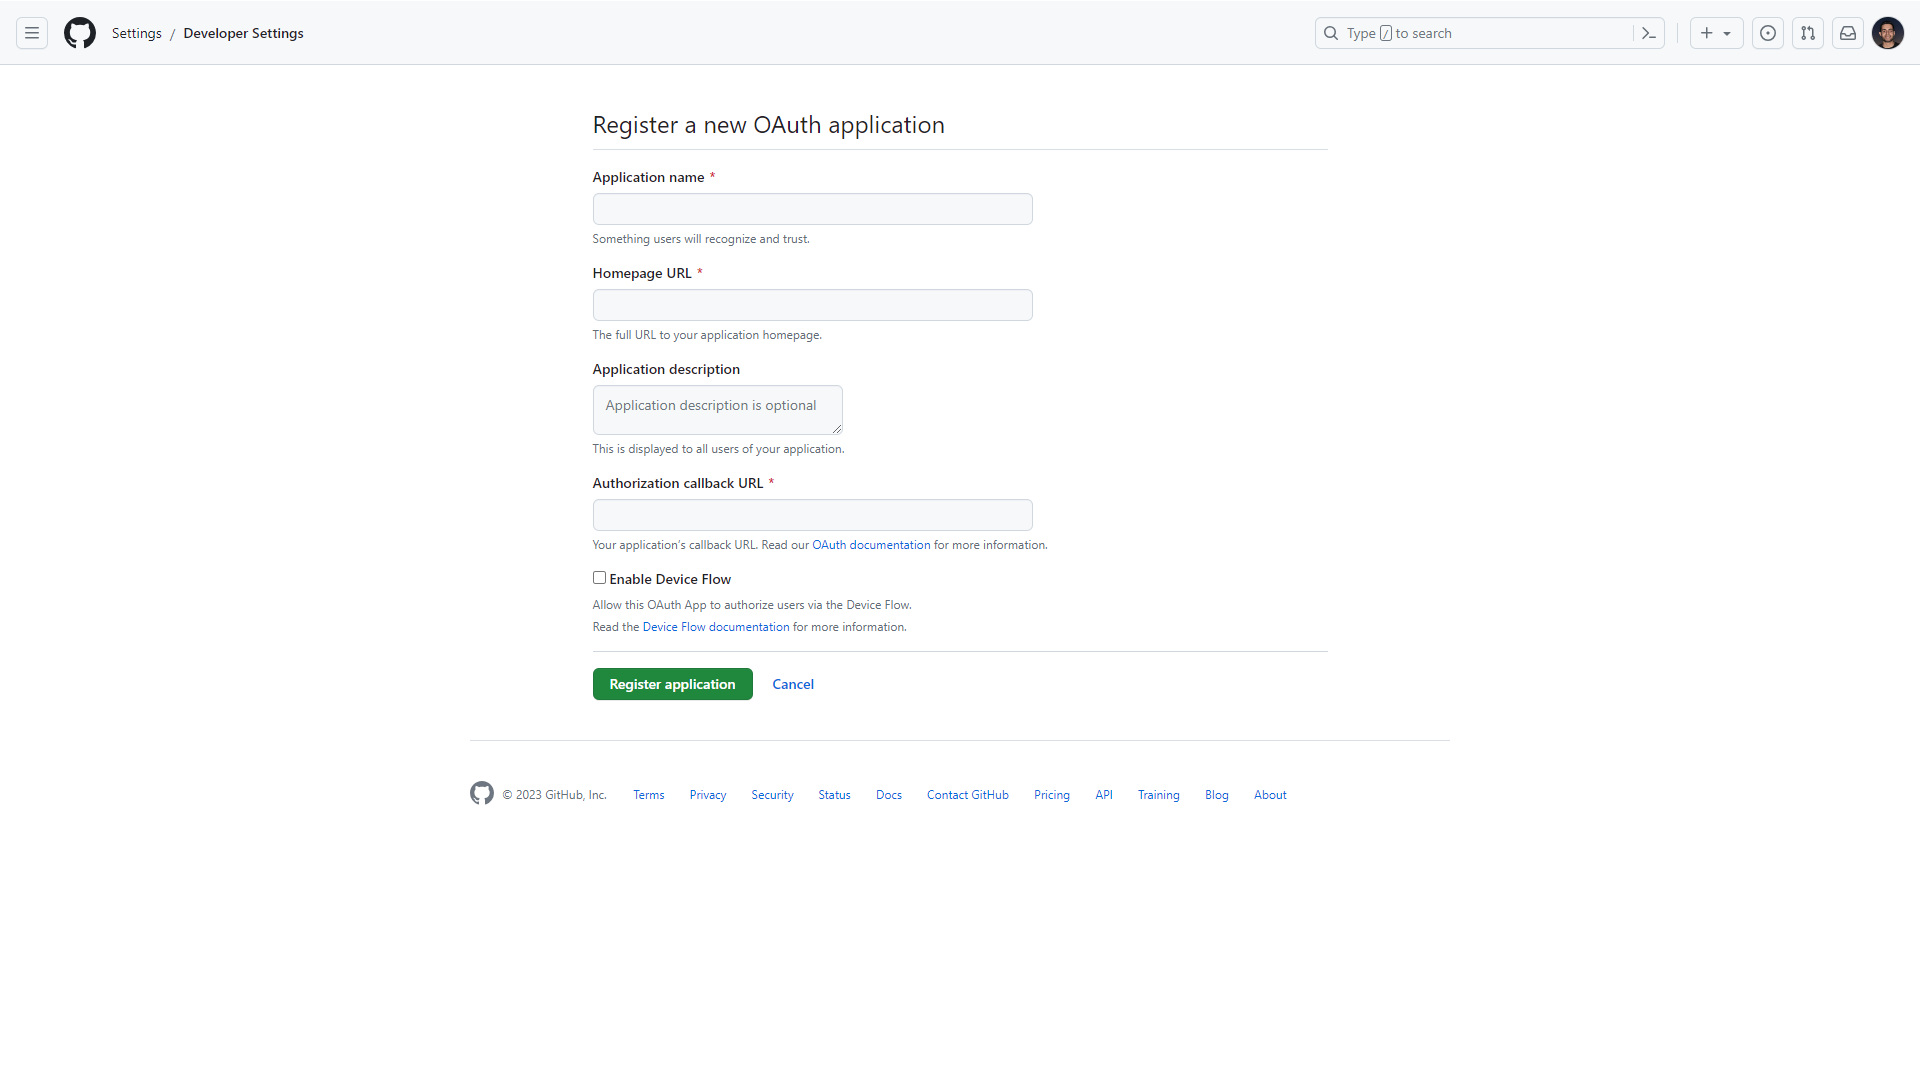 Settings / Developer Settings
Type / to search
Register a new OAuth application
Application name *
Something users will recognize and trust.
Homepage URL *
The full URL to your application homepage.
Application description
Application description is optional
This is displayed to all users of your application.
Authorization callback URL *
Your application’s callback URL. Read our OAuth documentation for more information.
Enable Device Flow
Allow this OAuth App to authorize users via the Device Flow.
Read the Device Flow documentation for more information.
Register application Cancel
© 2023 GitHub, Inc. Terms Privacy Security Status Docs Contact GitHub Pricing API Training Blog About